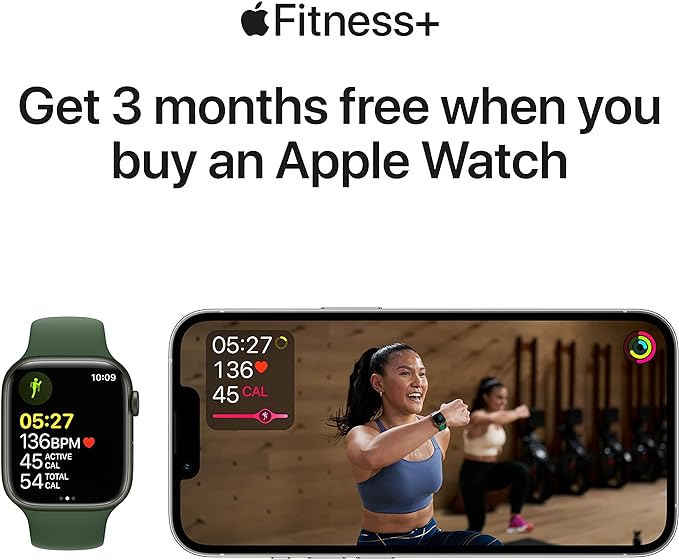 Fitness+
Get 3 months free when you
buy an Apple Watch
10:09
05:27
136BPM
45 ACTIVE CAL
54 TOTAL CAL
05:27
136
45 CAL